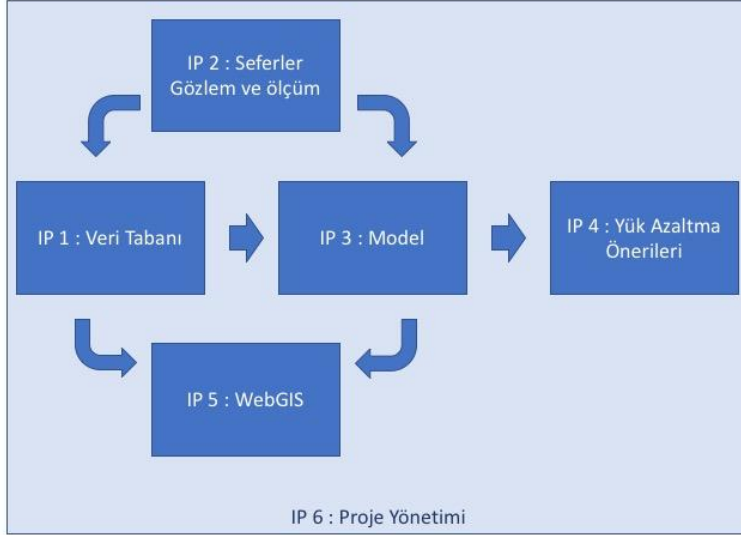 IP 2 : Seferler
Gözlem ve ölçüm
IP 1 : Veri Tabanı
IP 3 : Model
IP 4 : Yük Azaltma
Önerileri
IP 5 : WebGIS
IP 6 : Proje Yönetimi